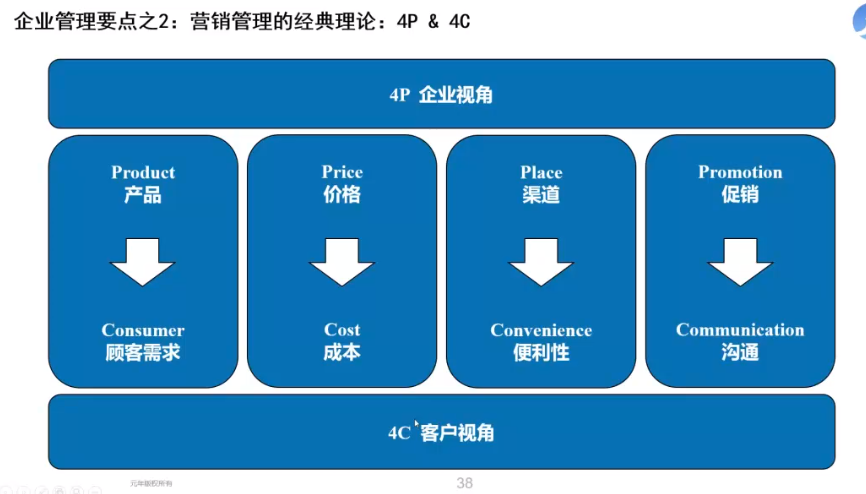 企业管理要点之2：营销管理的经典理论：4P & 4C
4P 企业视角
Product
产品
Price
价格
Place
渠道
Promotion
促销
Consumer
顾客需求
Cost
成本
Convenience
便利性
Communication
沟通
4C 客户视角
元年版权所有
38